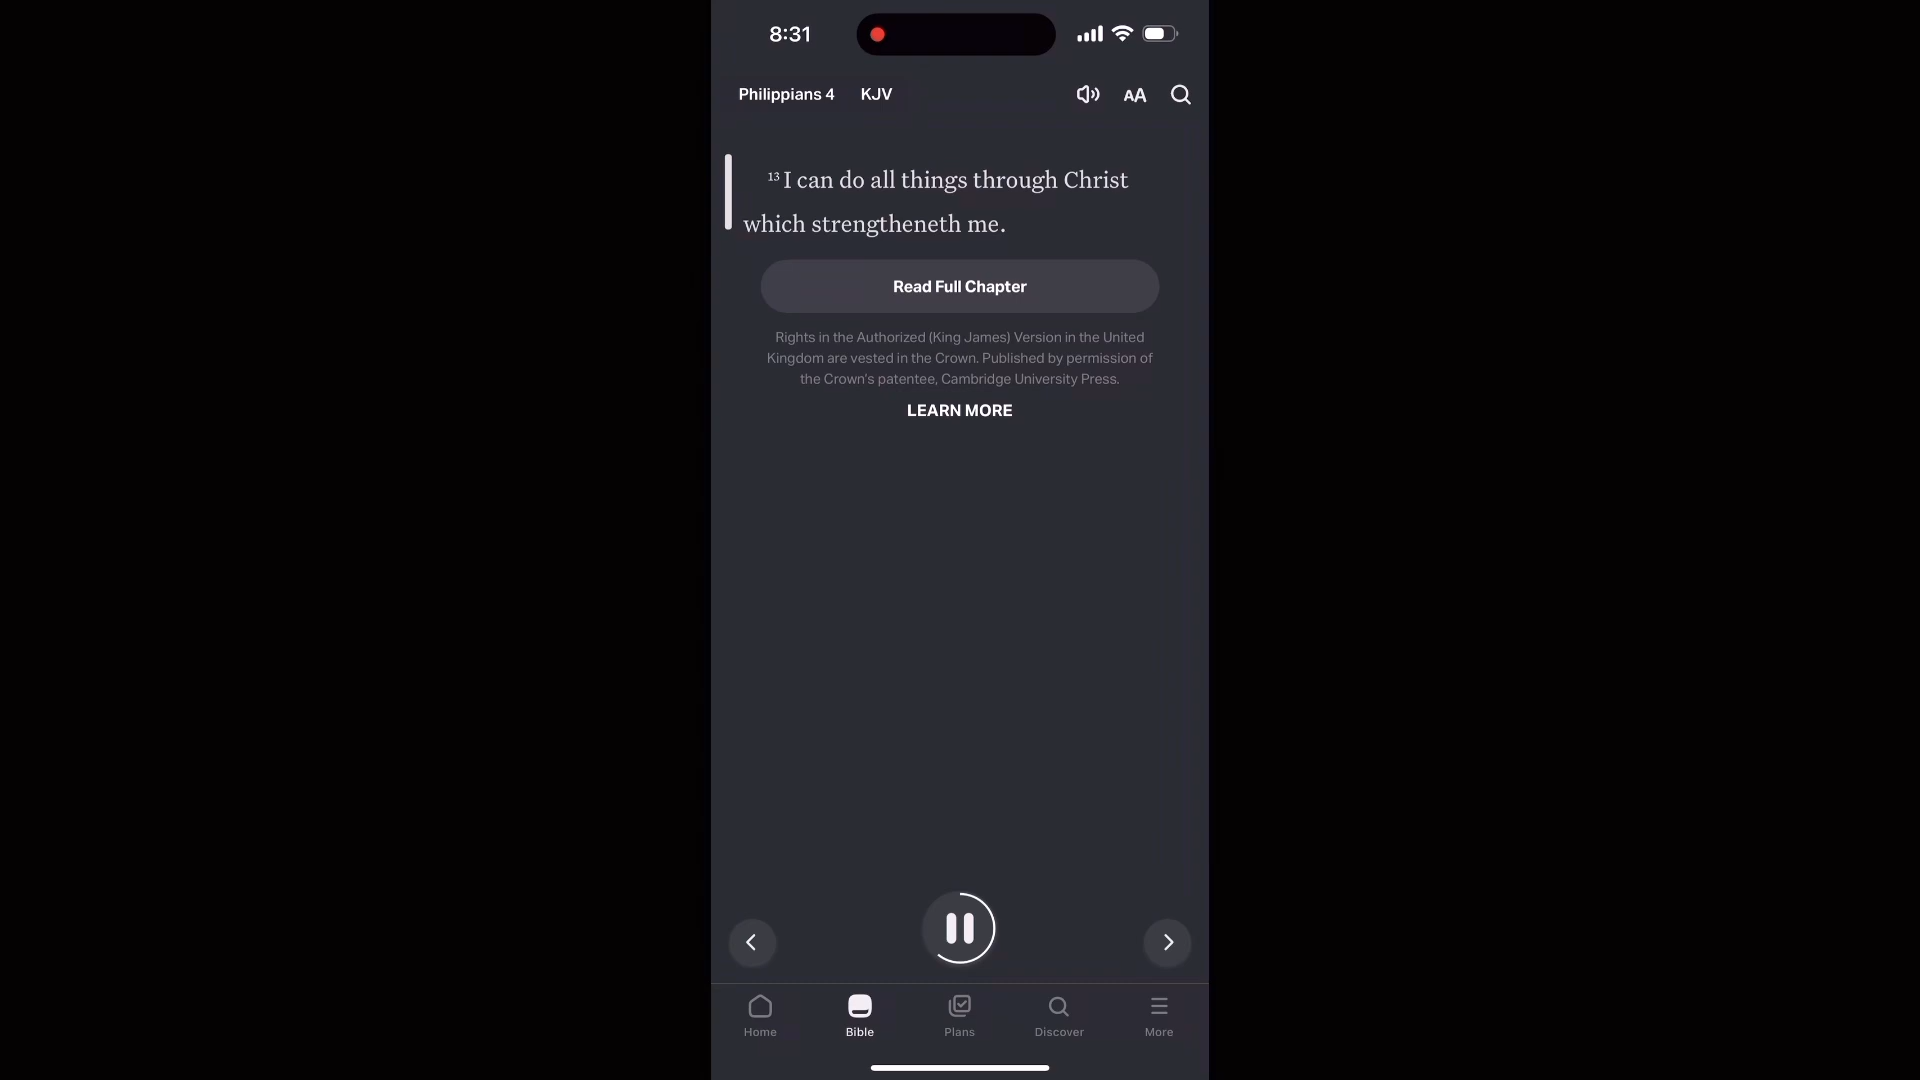 8:31
Philippians 4 KJV
AA
13 I can do all things through Christ
which strengtheneth me.
Read Full Chapter
Rights in the Authorized (King James) Version in the United
Kingdom are vested in the Crown. Published by permission of
the Crown's patentee, Cambridge University Press.
LEARN MORE
Home Bible Plans Discover More